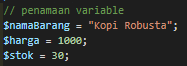 // penamaan variable
$namaBarang = "Kopi Robusta";
$harga = 1000;
$stok = 30;